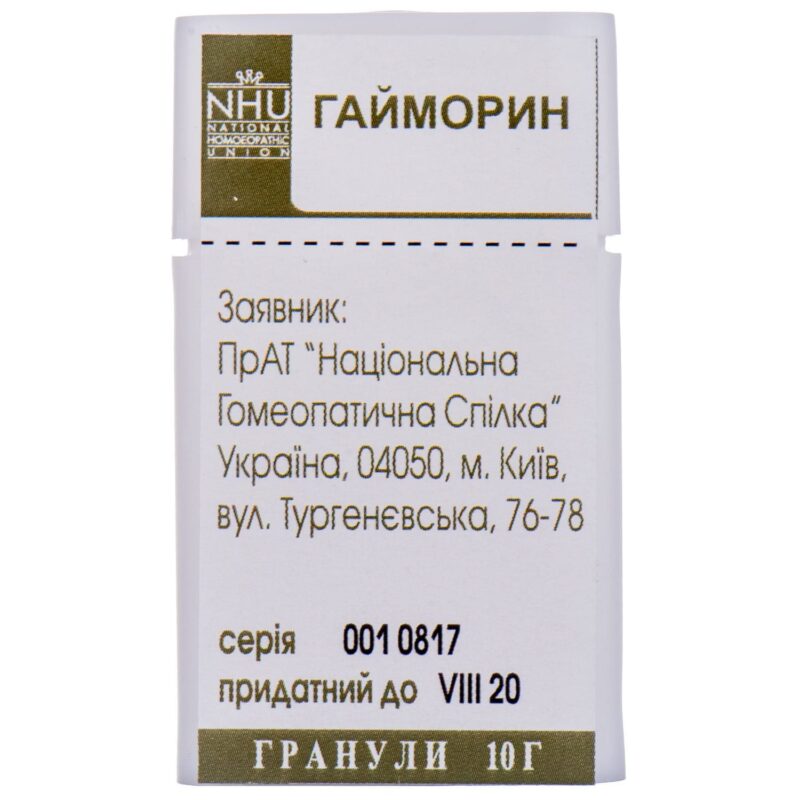 NHU
NATIONAL
HOMOEOPATHIC
UNION
ГАЙМОРИН
Заявник:
ПрАТ "Національна
Гомеопатична Спілка"
Україна, 04050, м. Київ,
вул. Тургенєвська, 76-78
серія 001 0817
придатний до VIII 20
ГРАНУЛИ 10 Г